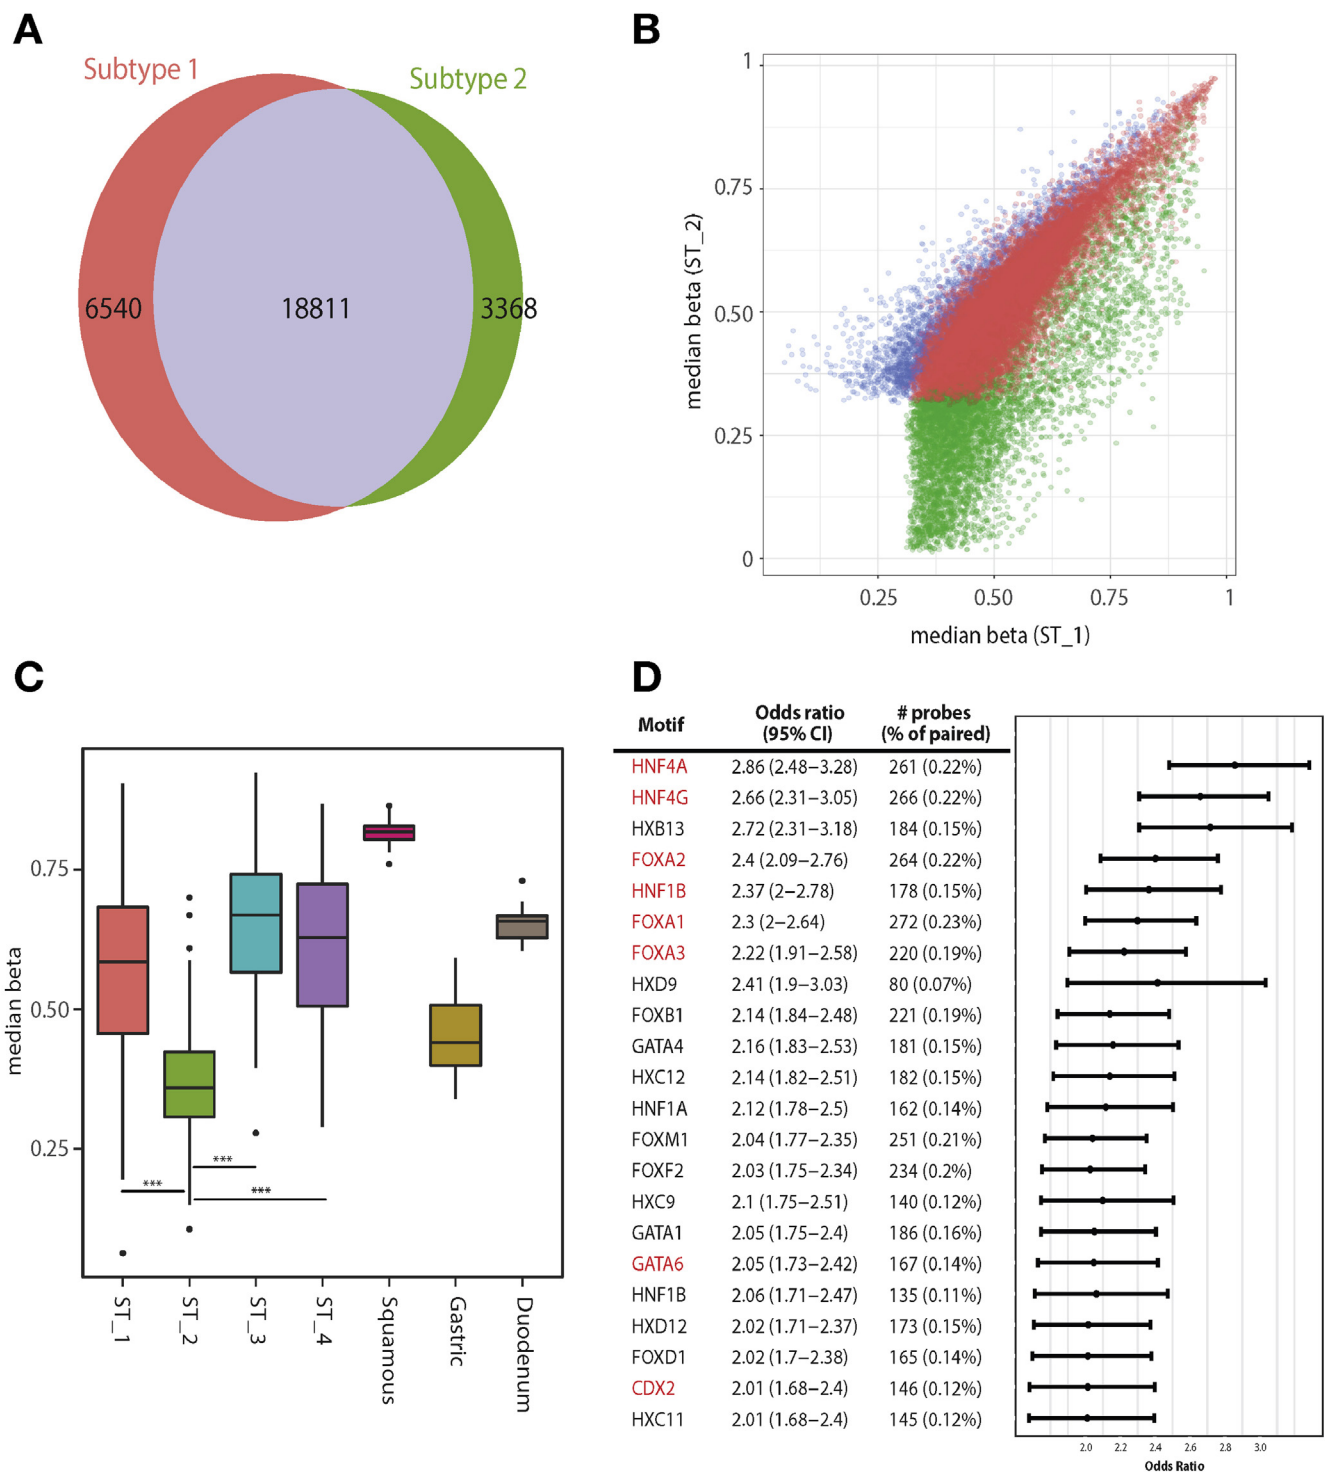 A
Subtype 1
Subtype 2
6540
18811
3368
B
1
0.75
0.50
0.25
0
median beta (ST_2)
0.25
0.50
0.75
1
median beta (ST_1)
C
0.75
0.50
0.25
median beta
***
***
***
ST_1
ST_2
ST_3
ST_4
Squamous
Gastric
Duodenum
D
Motif
Odds ratio
(95% CI)
# probes
(% of paired)
HNF4A 2.86 (2.48–3.28) 261 (0.22%)
HNF4G 2.66 (2.31–3.05) 266 (0.22%)
HXB13 2.72 (2.31–3.18) 184 (0.15%)
FOXA2 2.4 (2.09–2.76) 264 (0.22%)
HNF1B 2.37 (2–2.78) 178 (0.15%)
FOXA1 2.3 (2–2.64) 272 (0.23%)
FOXA3 2.22 (1.91–2.58) 220 (0.19%)
HXD9 2.41 (1.9–3.03) 80 (0.07%)
FOXB1 2.14 (1.84–2.48) 221 (0.19%)
GATA4 2.16 (1.83–2.53) 181 (0.15%)
HXC12 2.14 (1.82–2.51) 182 (0.15%)
HNF1A 2.12 (1.78–2.5) 162 (0.14%)
FOXM1 2.04 (1.77–2.35) 251 (0.21%)
FOXF2 2.03 (1.75–2.34) 234 (0.2%)
HXC9 2.1 (1.75–2.51) 140 (0.12%)
GATA1 2.05 (1.75–2.4) 186 (0.16%)
GATA6 2.05 (1.73–2.42) 167 (0.14%)
HNF1B 2.06 (1.71–2.47) 135 (0.11%)
HXD12 2.02 (1.71–2.37) 173 (0.15%)
FOXD1 2.02 (1.7–2.38) 165 (0.14%)
CDX2 2.01 (1.68–2.4) 146 (0.12%)
HXC11 2.01 (1.68–2.4) 145 (0.12%)
2.0 2.2 2.4 2.6 2.8 3.0
Odds Ratio